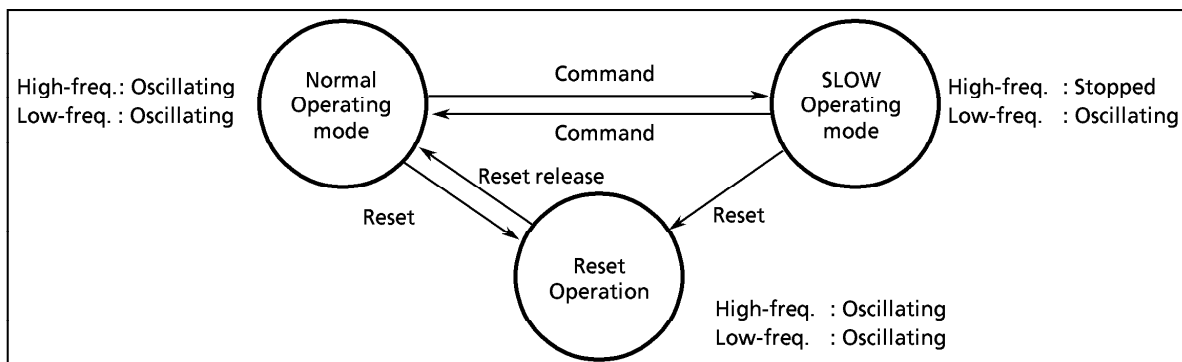 High-freq.: Oscillating
Low-freq. : Oscillating
Normal
Operating
mode
Command
Command
SLOW
Operating
mode
High-freq. : Stopped
Low-freq. : Oscillating
Reset release
Reset
Reset
Reset
Operation
High-freq. : Oscillating
Low-freq. : Oscillating